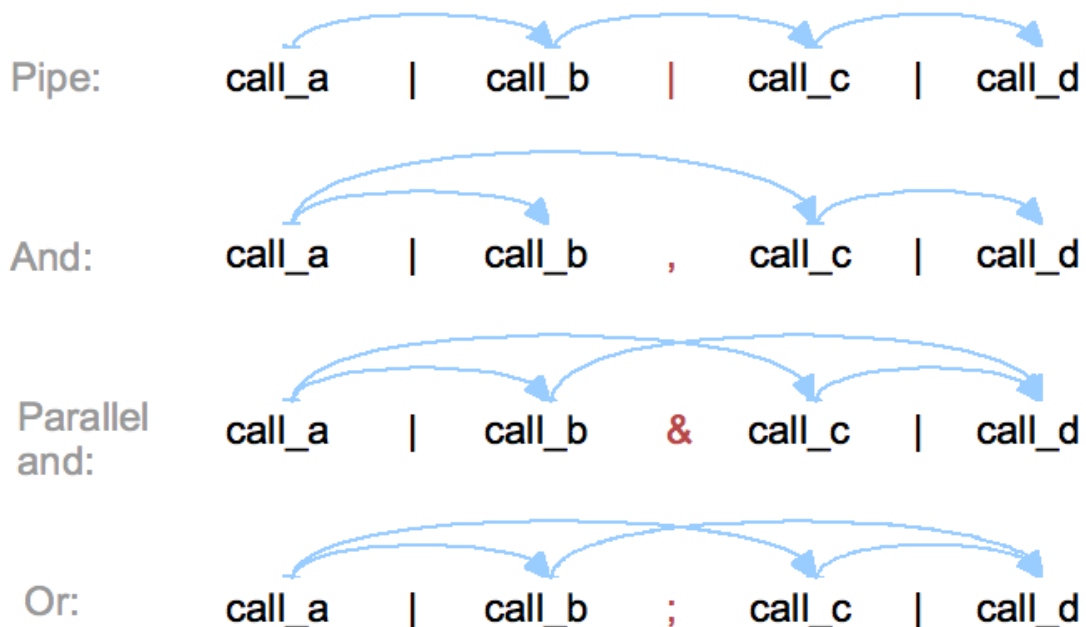 Pipe: call_a | call_b | call_c | call_d
And: call_a | call_b , call_c | call_d
Parallel
and: call_a | call_b & call_c | call_d
Or: call_a | call_b ; call_c | call_d